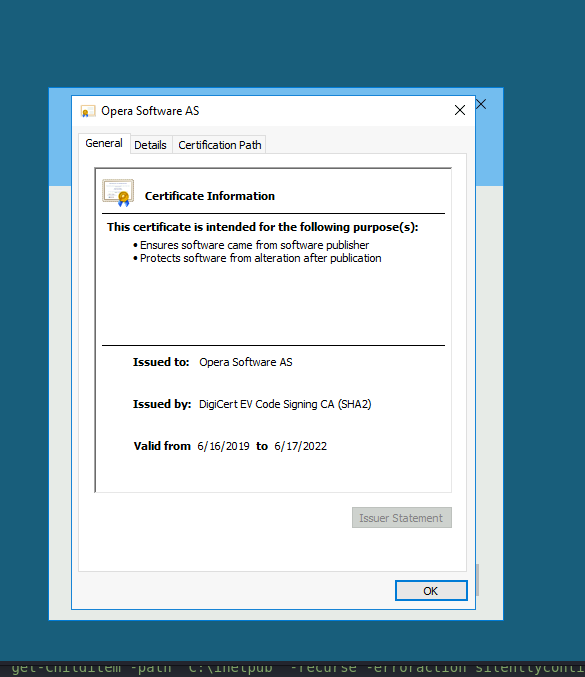 Opera Software AS
General
Details
Certification Path
Certificate Information
This certificate is intended for the following purpose(s):
• Ensures software came from software publisher
• Protects software from alteration after publication
Issued to: Opera Software AS
Issued by: DigiCert EV Code Signing CA (SHA2)
Valid from 6/16/2019 to 6/17/2022
Issuer Statement
OK
get-childitem -path "C:\inetpub" -recurse -erroraction silentlyconti